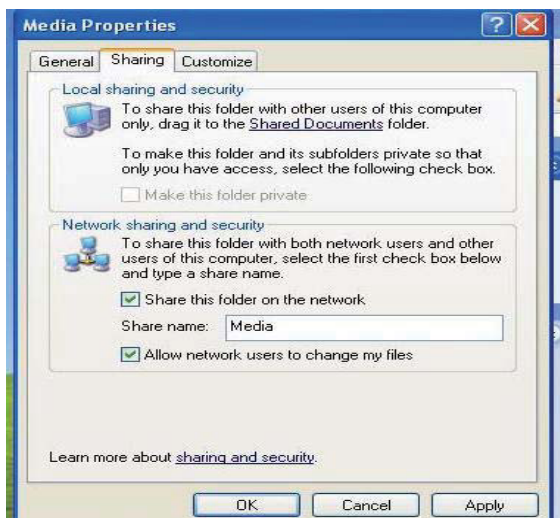 Media Properties
General Sharing Customize
Local sharing and security
To share this folder with other users of this computer
only, drag it to the Shared Documents folder.
To make this folder and its subfolders private so that
only you have access, select the following check box.
Make this folder private
Network sharing and security
To share this folder with both network users and other
users of this computer, select the first check box below
and type a share name.
Share this folder on the network
Share name: Media
Allow network users to change my files
Learn more about sharing and security.
OK Cancel Apply